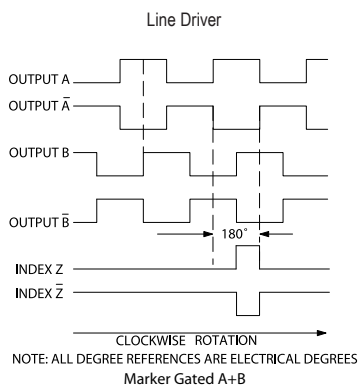 Line Driver
OUTPUT A
OUTPUT A̅
OUTPUT B
OUTPUT B̅
180°
INDEX Z
INDEX Z̅
CLOCKWISE ROTATION
NOTE: ALL DEGREE REFERENCES ARE ELECTRICAL DEGREES
Marker Gated A+B